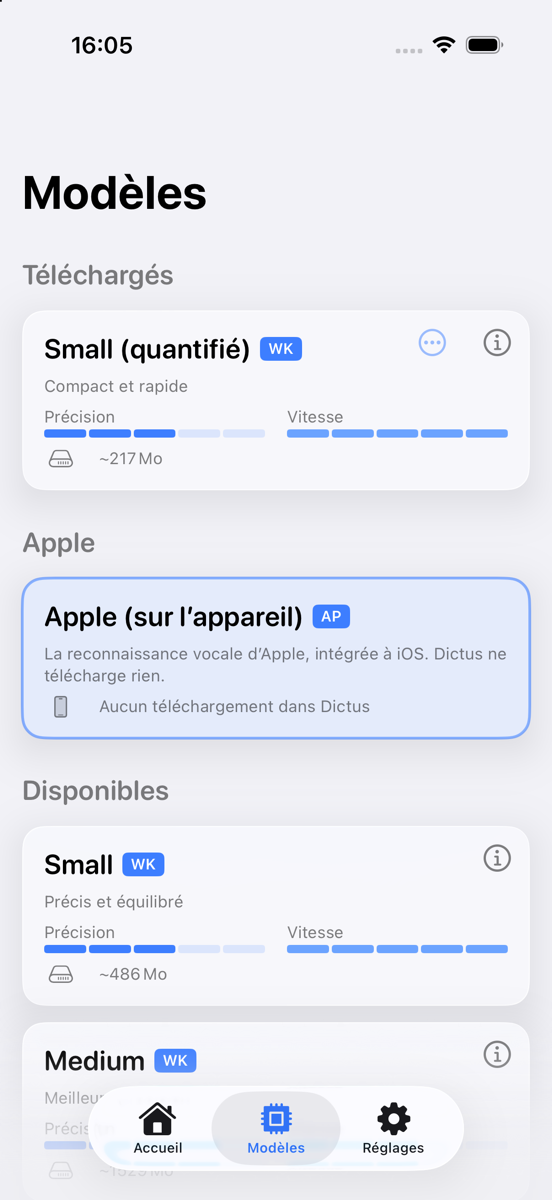 16:05
Modèles
Téléchargés
Small (quantifié) WK
Compact et rapide
Précision Vitesse
~217 Mo
Apple
Apple (sur l’appareil) AP
La reconnaissance vocale d’Apple, intégrée à iOS. Dictus ne
télécharge rien.
Aucun téléchargement dans Dictus
Disponibles
Small WK
Précis et équilibré
Précision Vitesse
~486 Mo
Medium WK
Accueil Modèles Réglages